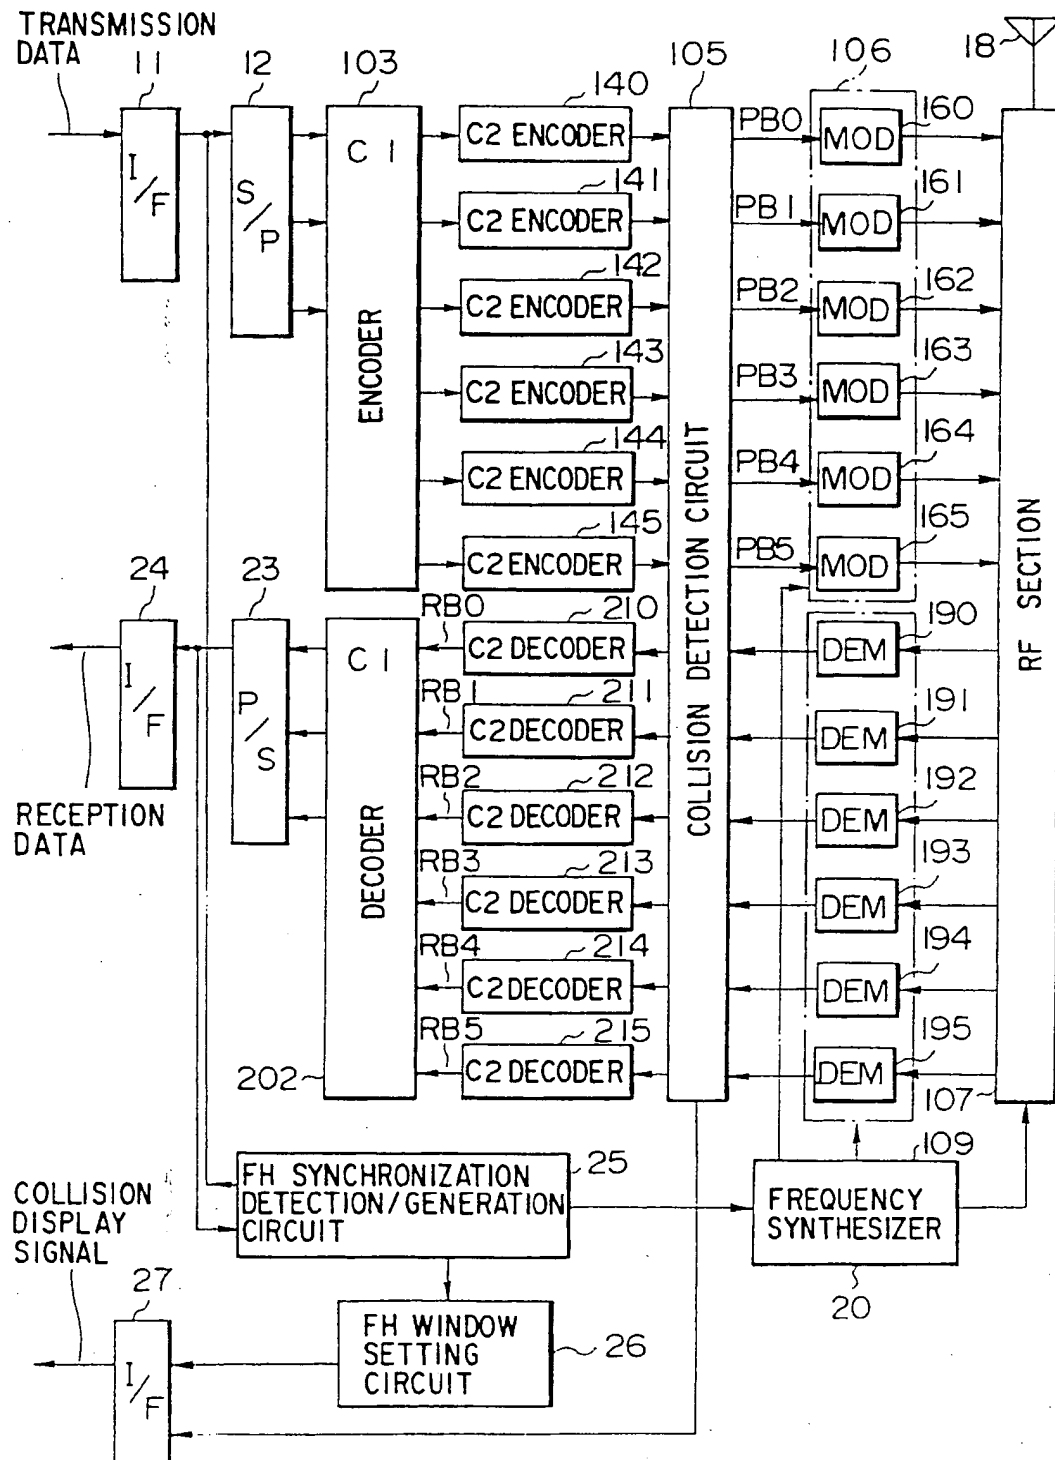 TRANSMISSION
DATA
11
12
103
140
105
106
18
I/F
S/P
C1
ENCODER
C2 ENCODER
PB0
MOD
160
141
C2 ENCODER
PB1
MOD
161
142
C2 ENCODER
PB2
MOD
162
143
C2 ENCODER
PB3
MOD
163
144
C2 ENCODER
PB4
MOD
164
145
C2 ENCODER
PB5
MOD
165
COLLISION DETECTION CIRCUIT
RF SECTION
24
23
I/F
P/S
C1
DECODER
RB0
210
C2 DECODER
DEM
190
RB1
211
C2 DECODER
DEM
191
RECEPTION
DATA
RB2
212
C2 DECODER
DEM
192
RB3
213
C2 DECODER
DEM
193
RB4
214
C2 DECODER
DEM
194
RB5
215
C2 DECODER
DEM
195
202
107
FH SYNCHRONIZATION
DETECTION/GENERATION
CIRCUIT
25
109
FREQUENCY
SYNTHESIZER
20
COLLISION
DISPLAY
SIGNAL
27
I/F
FH WINDOW
SETTING
CIRCUIT
26